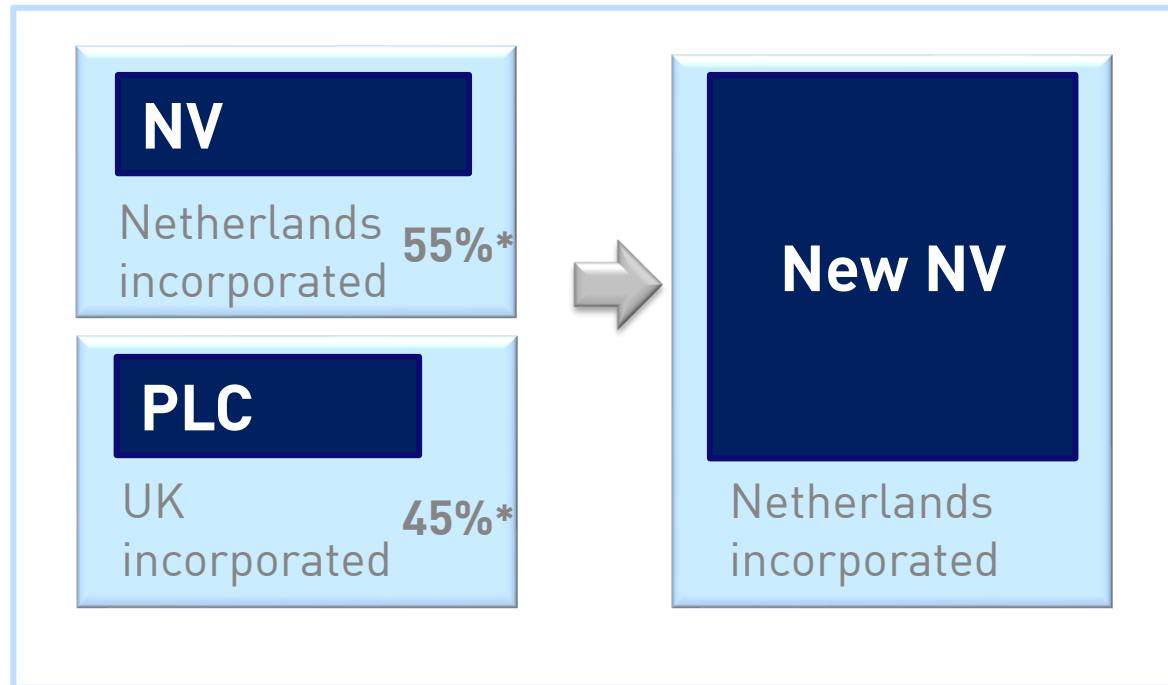 NV
Netherlands
incorporated
55%*
PLC
UK
incorporated
45%*
New NV
Netherlands
incorporated